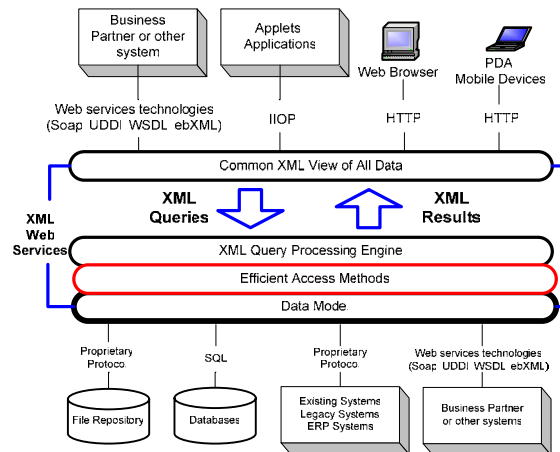 Business
Partner or other
system
Applets
Applications
Web Browser
PDA
Mobile Devices
Web services technologies
(Soap UDDI WSDL ebXML)
IIOP
HTTP
HTTP
Common XML View of All Data
XML
Queries
XML
Results
XML
Web
Services
XML Query Processing Engine
Efficient Access Methods
Data Mode
Proprietary
Protoco
SQL
Proprietary
Protoco
Web services technologies
(Soap UDDI WSDL ebXML)
File Repository
Databases
Existing Systems
Legacy Systems
ERP Systems
Business Partner
or other systems